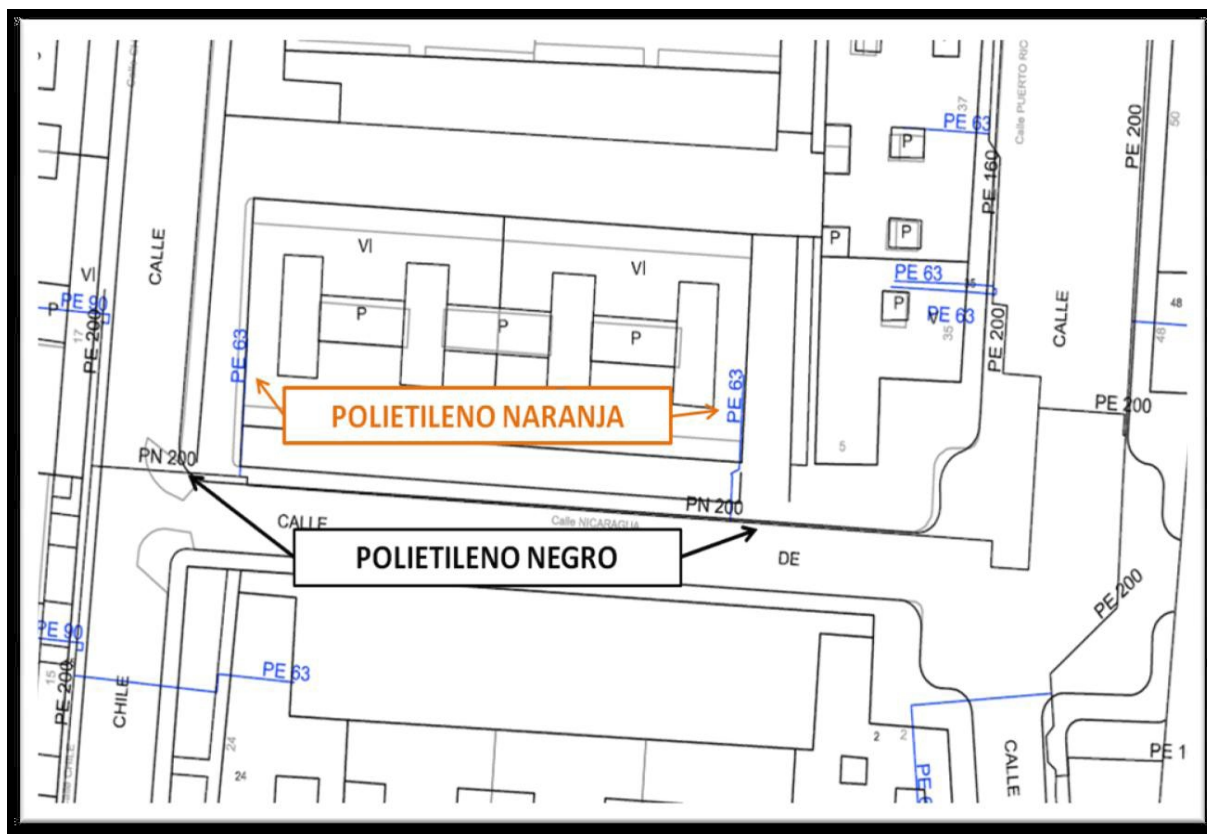 Calle PUERTO RIC
37
PE 63
50
PE 200
P
PE 160
CALLE
VI
VI
P
P
VI
PE 63
CALLE
P
PE 90
PE 200
17
P
P
P
P
PE 63
35
PE 200
48
48
PE 63
PE 63
POLIETILENO NARANJA
PE 200
5
PN 200
PN 200
CALLE
Calle NICARAGUA
POLIETILENO NEGRO
DE
PE 200
PE 90
15
PE 200
PE 63
CHILE
24
24
2
2
CALLE
PE 1